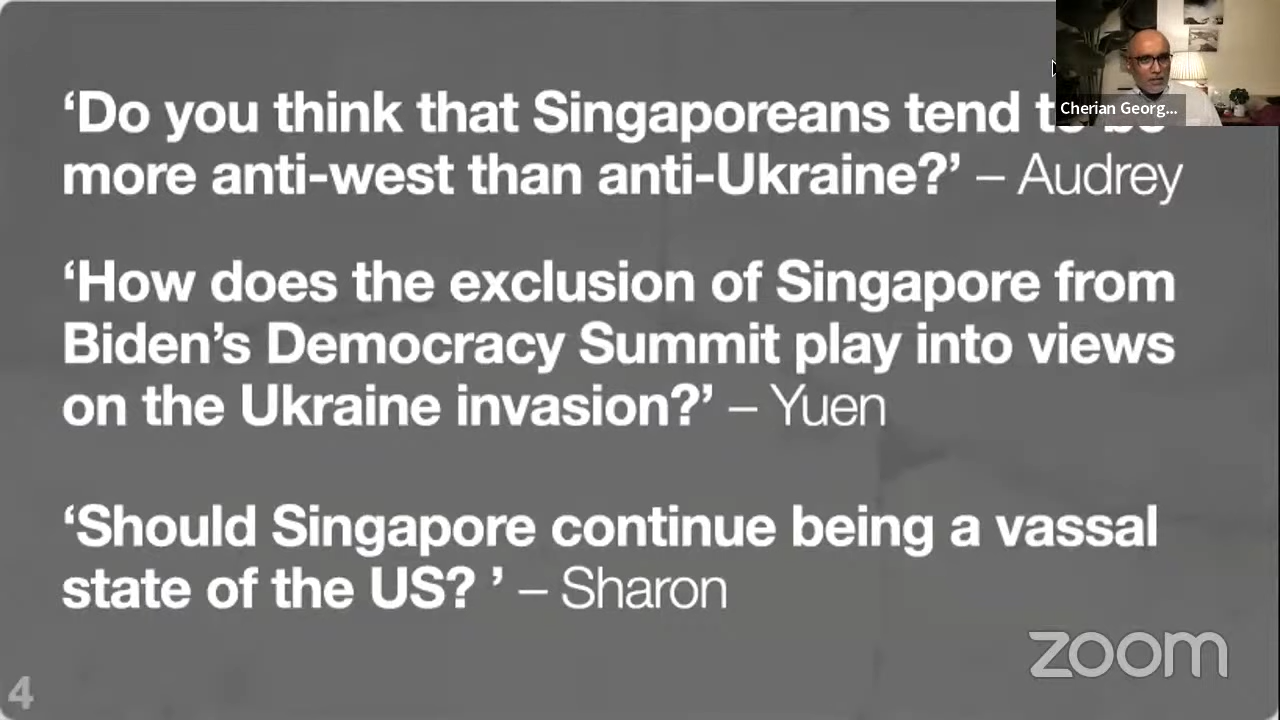 ‘Do you think that Singaporeans tend to be
more anti-west than anti-Ukraine?’ – Audrey
‘How does the exclusion of Singapore from
Biden’s Democracy Summit play into views
on the Ukraine invasion?’ – Yuen
‘Should Singapore continue being a vassal
state of the US? ’ – Sharon
Cherian Georg...
zoom
4